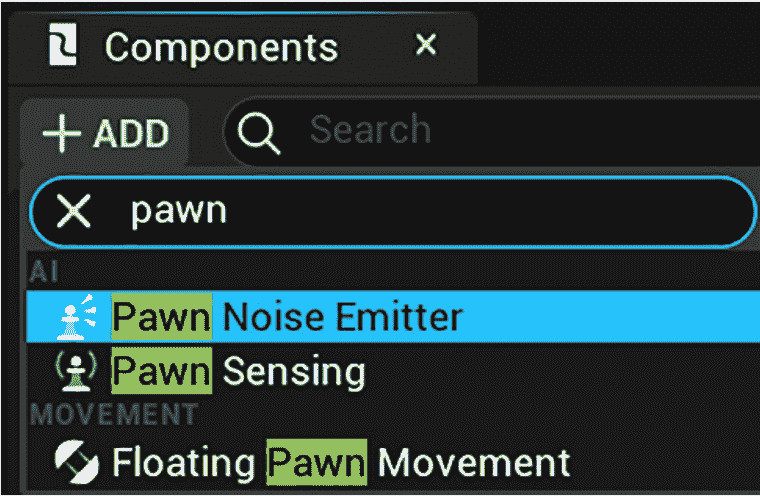 Components
ADD
Search
pawn
AI
Pawn Noise Emitter
Pawn Sensing
MOVEMENT
Floating Pawn Movement